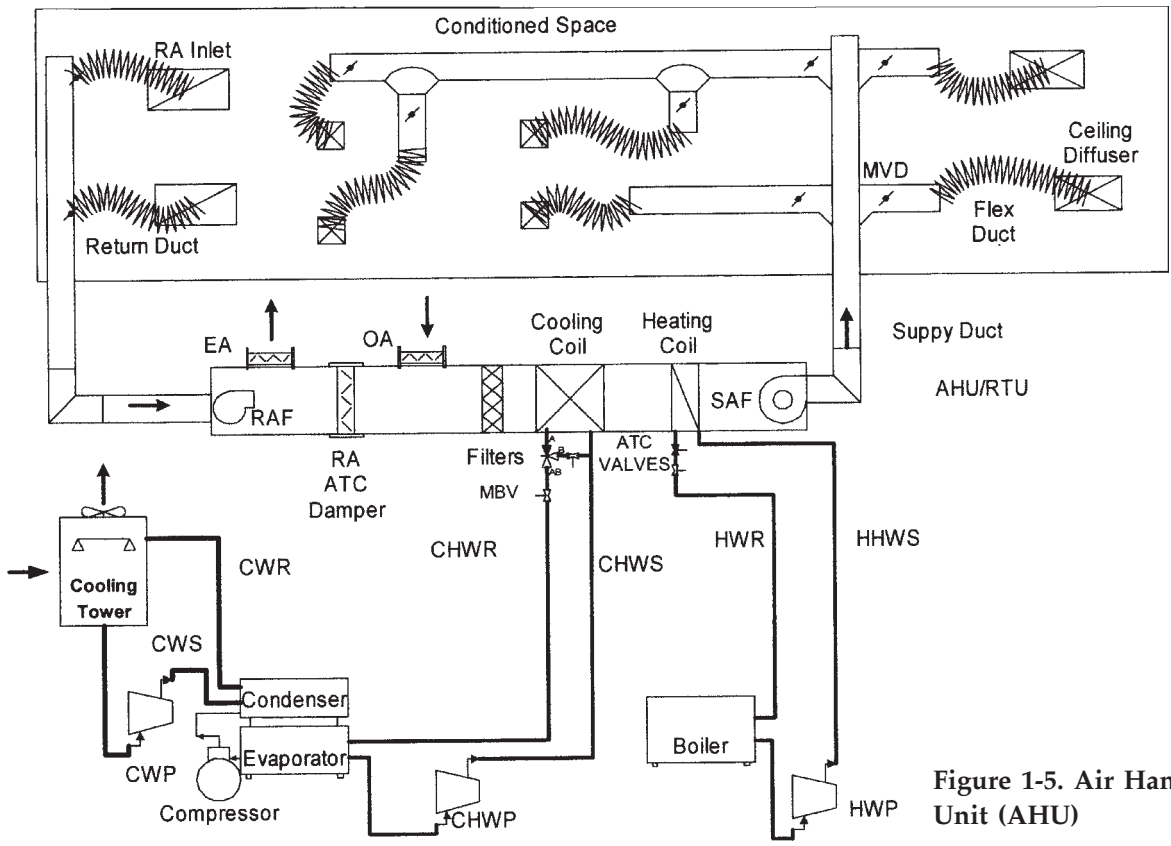 Conditioned Space
RA Inlet
Ceiling
Diffuser
MVD
Return Duct
Flex
Duct
EA
OA
Cooling
Coil
Heating
Coil
Suppy Duct
AHU/RTU
RAF
SAF
RA
ATC
Damper
Filters
A
B
AB
MBV
ATC
VALVES
CWR
CHWR
CHWS
HWR
HHWS
Cooling
Tower
CWS
Condenser
Evaporator
CWP
Compressor
CHWP
Boiler
HWP
Figure 1-5. Air Han
Unit (AHU)